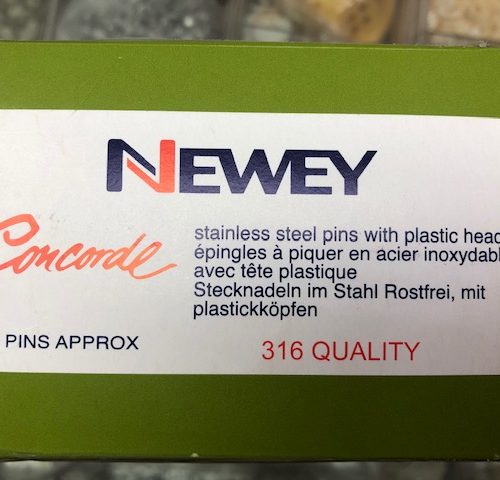 NEWEY
Concorde
stainless steel pins with plastic head
épingles à piquer en acier inoxydabl
avec tête plastique
Stecknadeln im Stahl Rostfrei, mit
plastickköpfen
PINS APPROX
316 QUALITY